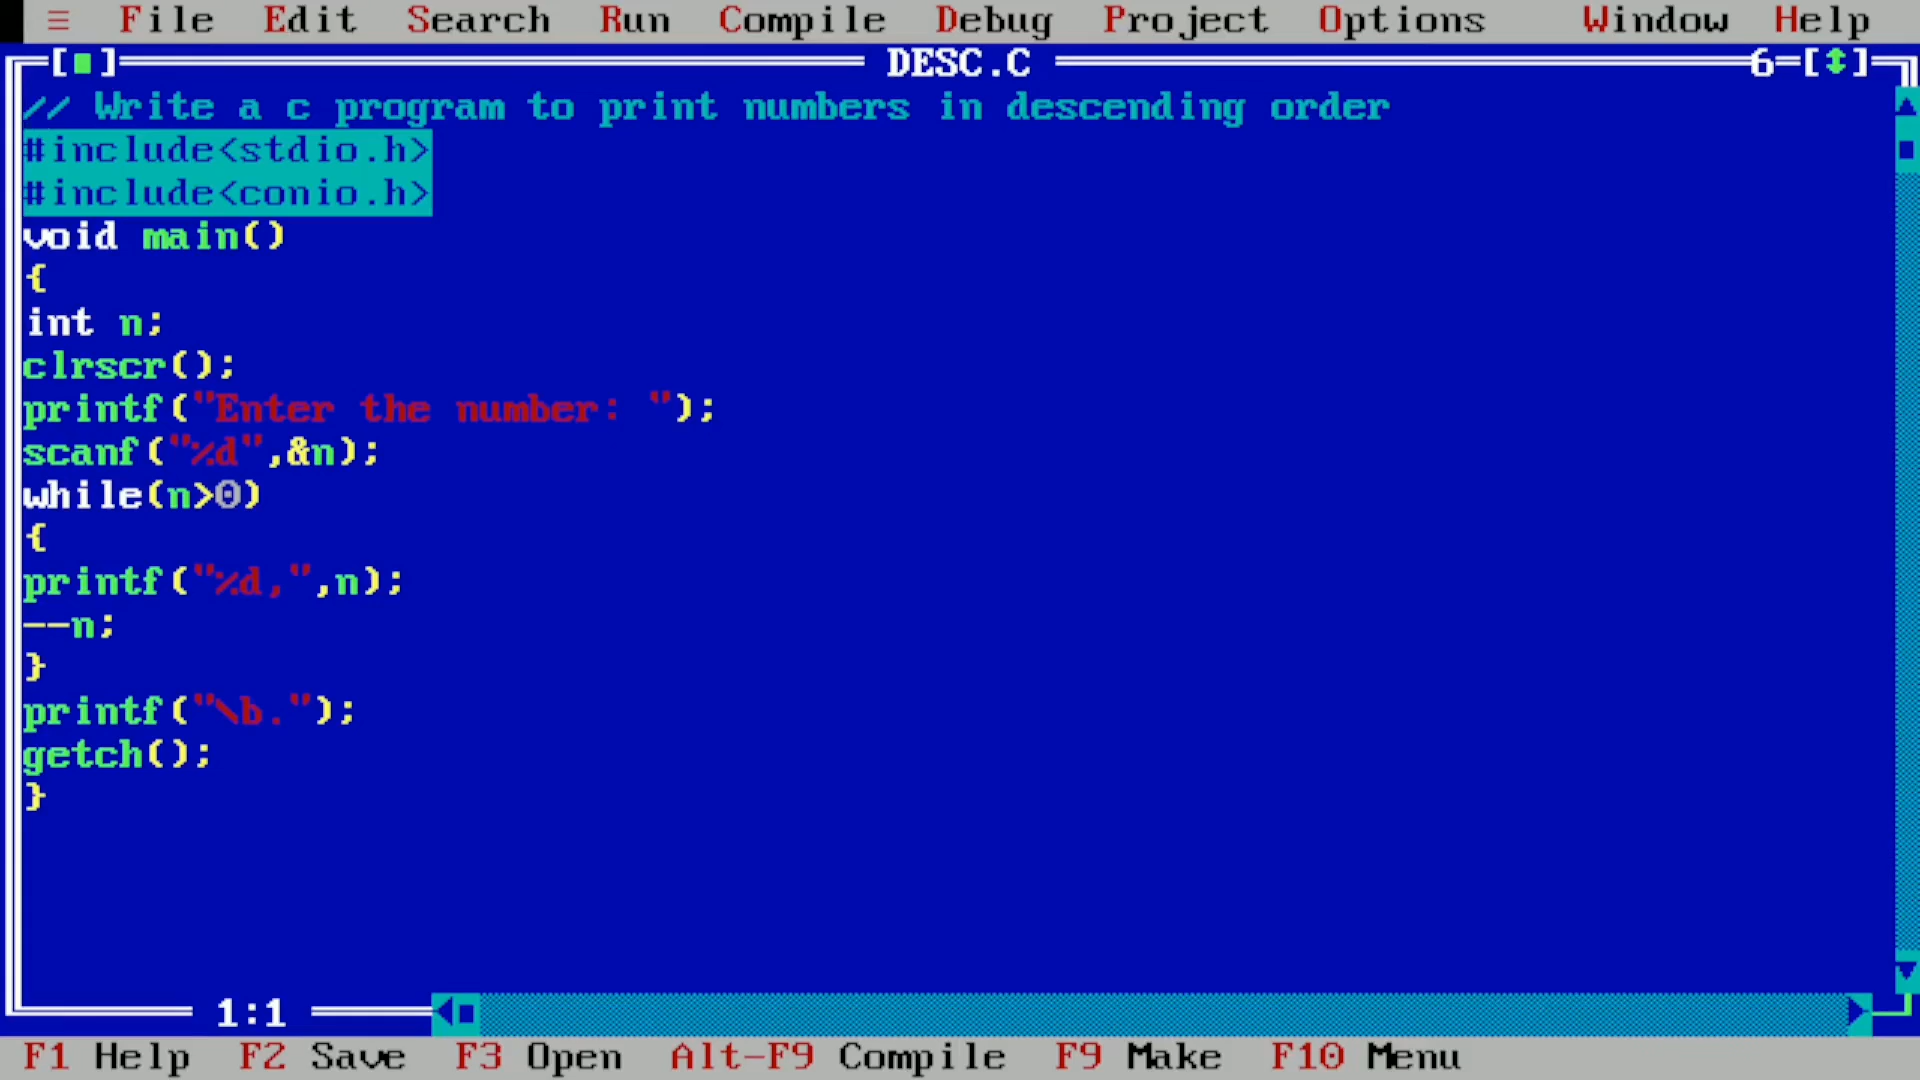 ≡ File Edit Search Run Compile Debug Project Options Window Help
[■] DESC.C 6=[↕]
// Write a c program to print numbers in descending order
#include<stdio.h>
#include<conio.h>
void main()
{
int n;
clrscr();
printf("Enter the number: ");
scanf("%d",&n);
while(n>0)
{
printf("%d,",n);
--n;
}
printf("\b.");
getch();
}
1:1
F1 Help F2 Save F3 Open Alt-F9 Compile F9 Make F10 Menu